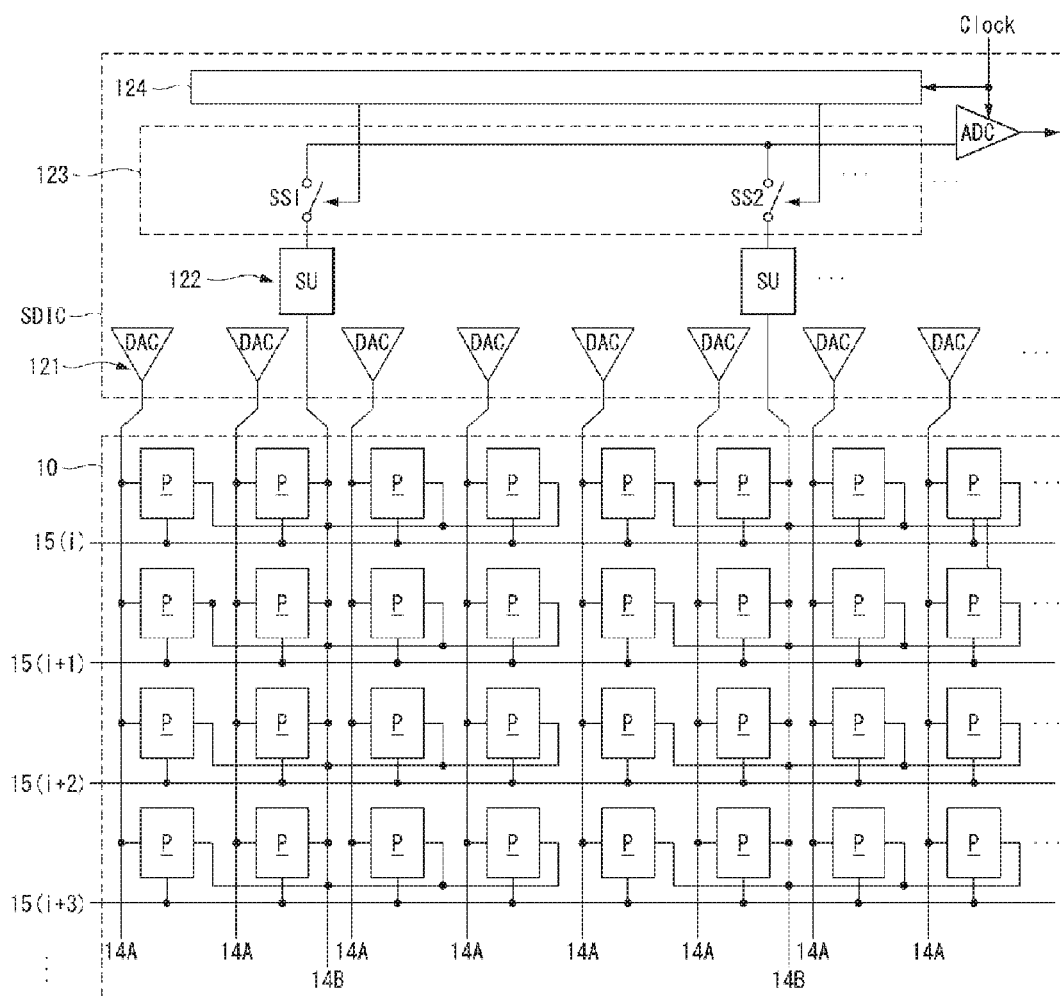 Clock
124
ADC
123
SS1 SS2 ... ...
122 SU SU ...
SDIC
DAC DAC DAC DAC DAC DAC DAC DAC ...
121
10
P P P P P P P P ...
15(i)
P P P P P P P P ...
15(i+1)
P P P P P P P P ...
15(i+2)
P P P P P P P P ...
15(i+3)
14A 14A 14A 14A 14A 14A 14A 14A
14B 14B